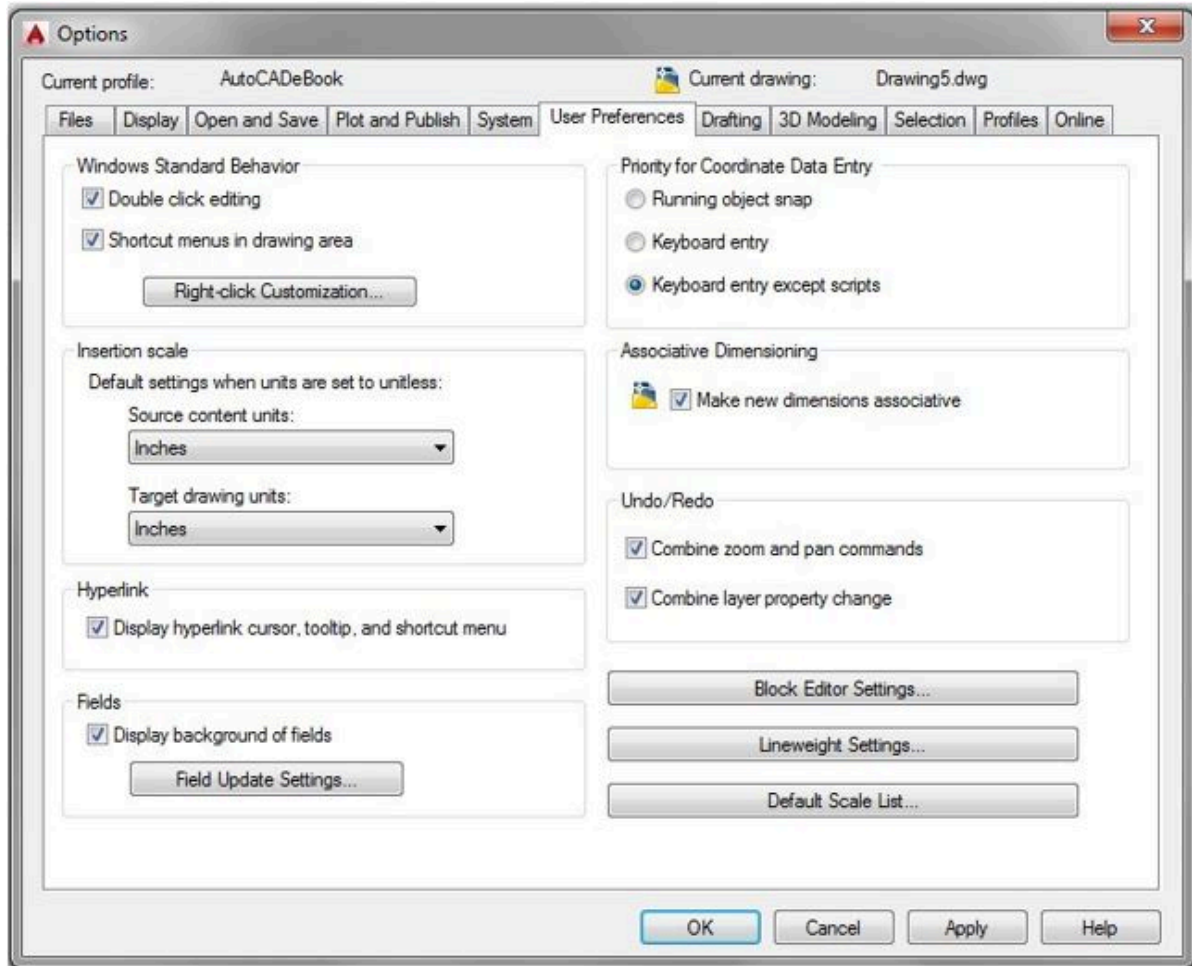 Options
Current profile: AutoCADeBook Current drawing: Drawing5.dwg
Files Display Open and Save Plot and Publish System User Preferences Drafting 3D Modeling Selection Profiles Online
Windows Standard Behavior
Double click editing
Shortcut menus in drawing area
Right-click Customization...
Insertion scale
Default settings when units are set to unitless:
Source content units:
Inches
Target drawing units:
Inches
Hyperlink
Display hyperlink cursor, tooltip, and shortcut menu
Fields
Display background of fields
Field Update Settings...
Priority for Coordinate Data Entry
Running object snap
Keyboard entry
Keyboard entry except scripts
Associative Dimensioning
Make new dimensions associative
Undo/Redo
Combine zoom and pan commands
Combine layer property change
Block Editor Settings...
Lineweight Settings...
Default Scale List...
OK Cancel Apply Help